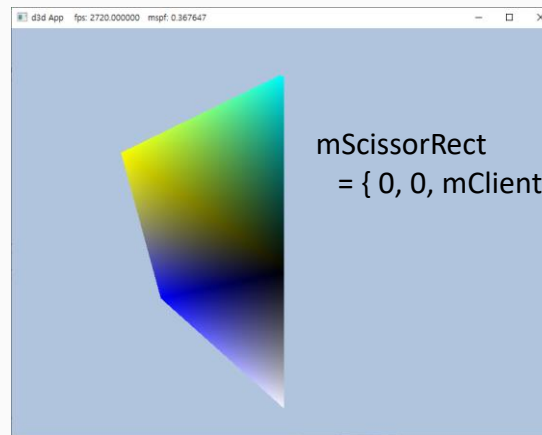 d3d App fps: 2720.000000 mspf: 0.367647
mScissorRect
= { 0, 0, mClient